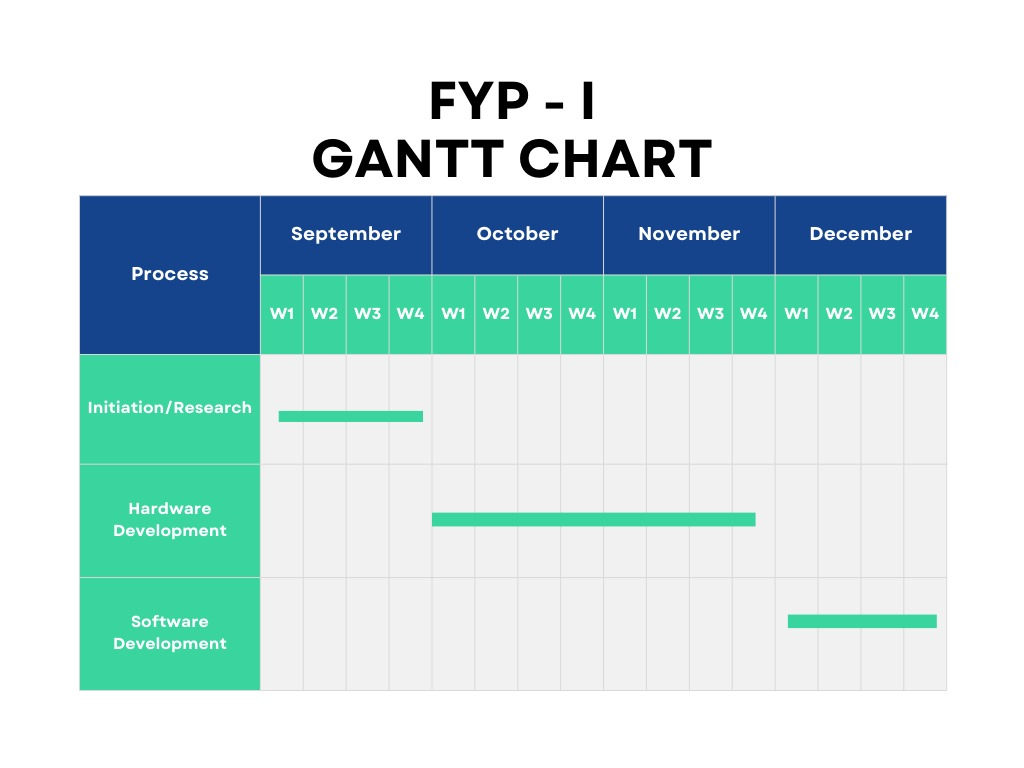 FYP - I
GANTT CHART
Process
September October November December
W1 W2 W3 W4 W1 W2 W3 W4 W1 W2 W3 W4 W1 W2 W3 W4
Initiation/Research
Hardware
Development
Software
Development